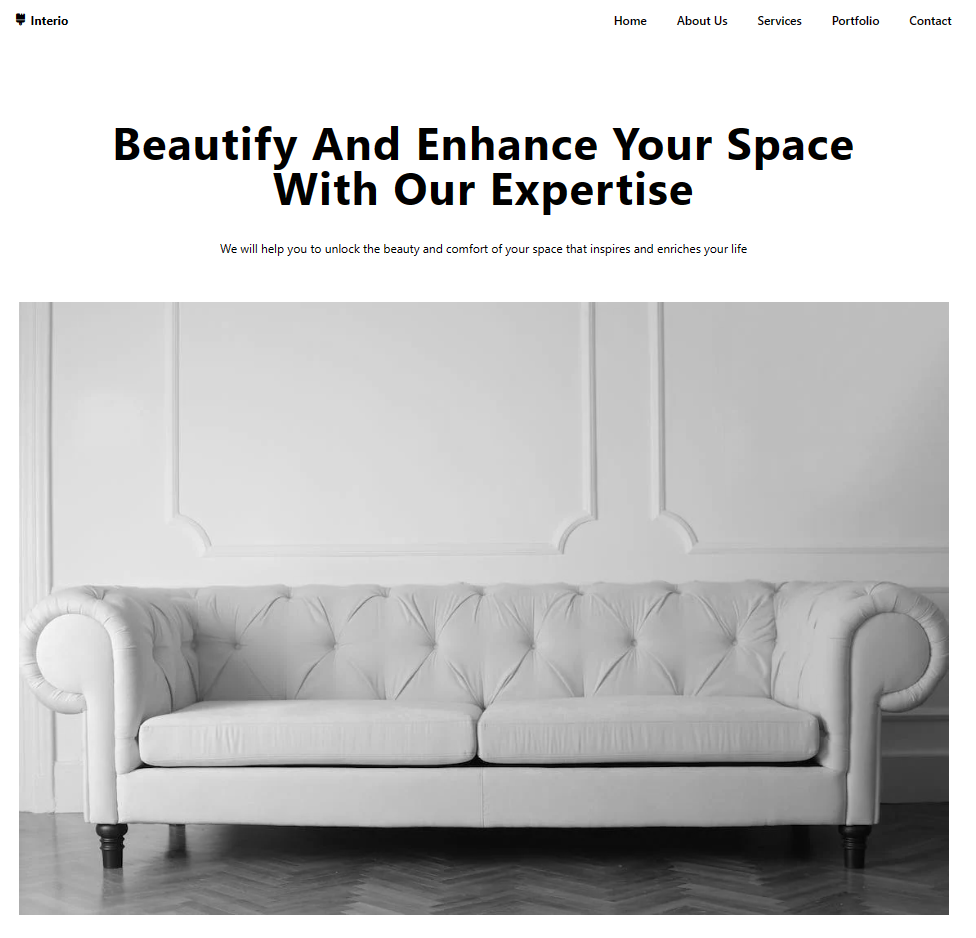 Interio
Home
About Us
Services
Portfolio
Contact
Beautify And Enhance Your Space
With Our Expertise
We will help you to unlock the beauty and comfort of your space that inspires and enriches your life